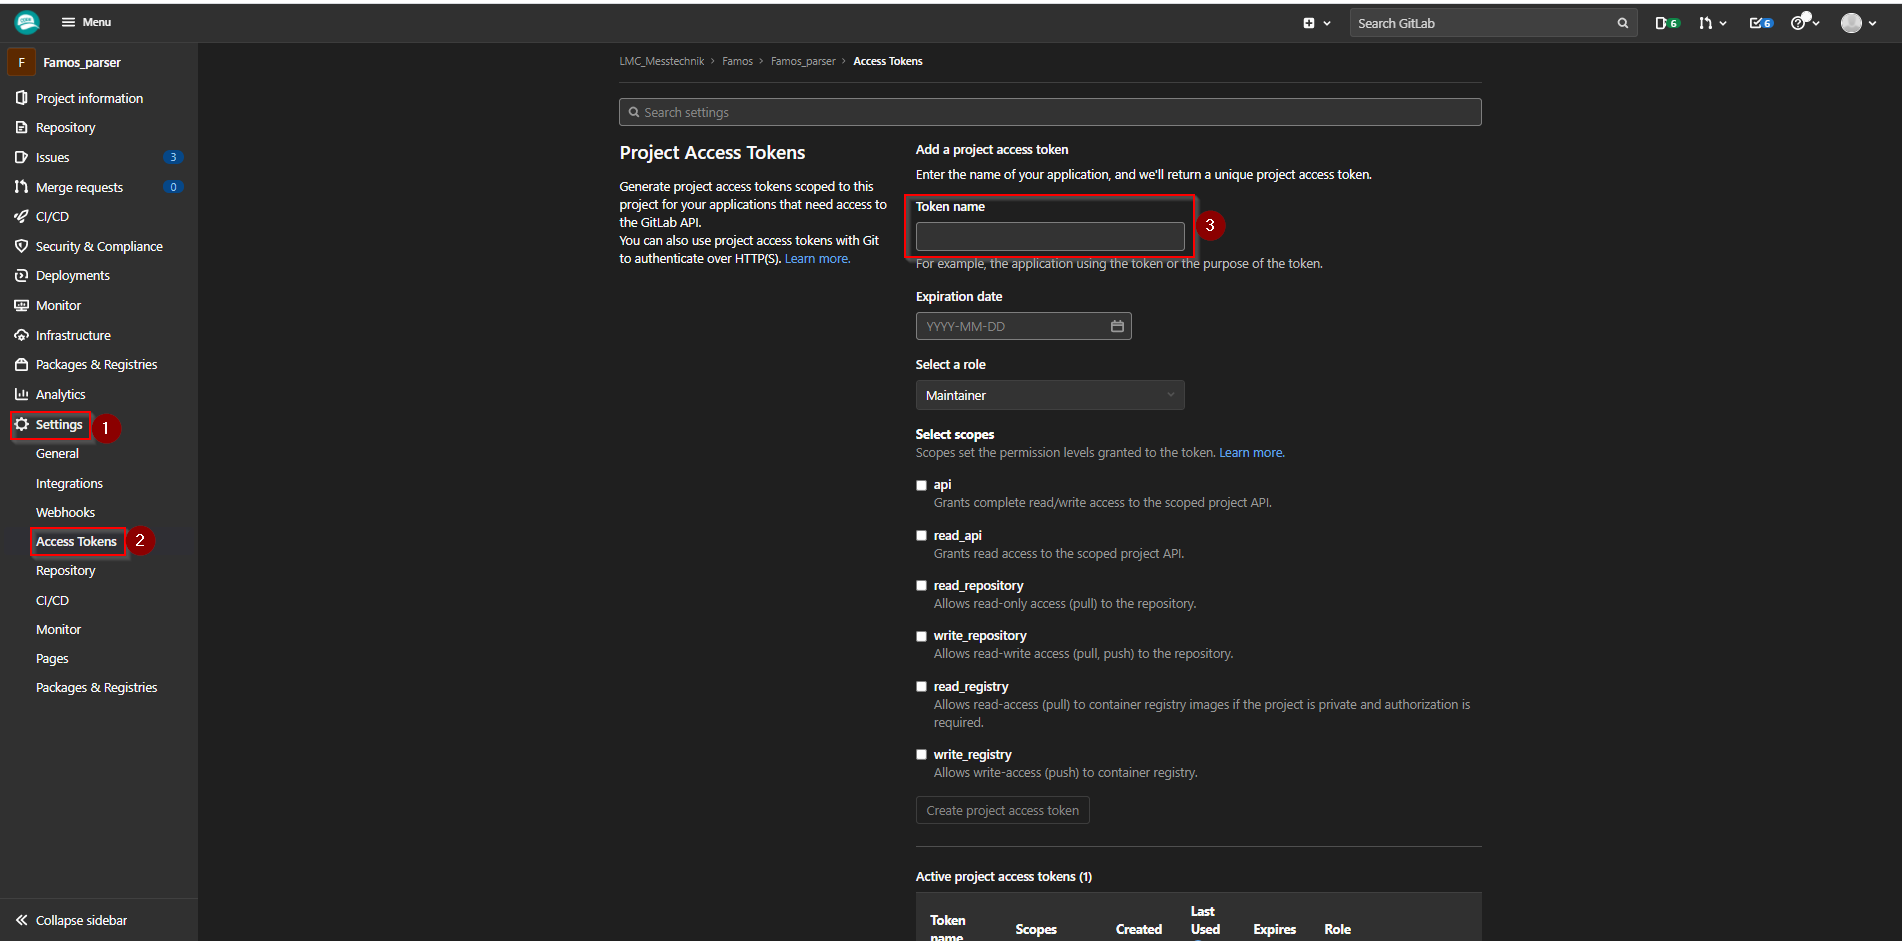 Menu
Search GitLab
6
6
F Famos_parser
Project information
Repository
Issues 3
Merge requests 0
CI/CD
Security & Compliance
Deployments
Monitor
Infrastructure
Packages & Registries
Analytics
Settings 1
General
Integrations
Webhooks
Access Tokens 2
Repository
CI/CD
Monitor
Pages
Packages & Registries
Collapse sidebar
LMC_Messtechnik > Famos > Famos_parser > Access Tokens
Search settings
Project Access Tokens
Generate project access tokens scoped to this
project for your applications that need access to
the GitLab API.
You can also use project access tokens with Git
to authenticate over HTTP(S). Learn more.
Add a project access token
Enter the name of your application, and we'll return a unique project access token.
Token name
3
For example, the application using the token or the purpose of the token.
Expiration date
YYYY-MM-DD
Select a role
Maintainer
Select scopes
Scopes set the permission levels granted to the token. Learn more.
api
Grants complete read/write access to the scoped project API.
read_api
Grants read access to the scoped project API.
read_repository
Allows read-only access (pull) to the repository.
write_repository
Allows read-write access (pull, push) to the repository.
read_registry
Allows read-access (pull) to container registry images if the project is private and authorization is
required.
write_registry
Allows write-access (push) to container registry.
Create project access token
Active project access tokens (1)
Token
name
Scopes
Created
Last
Used
Expires
Role